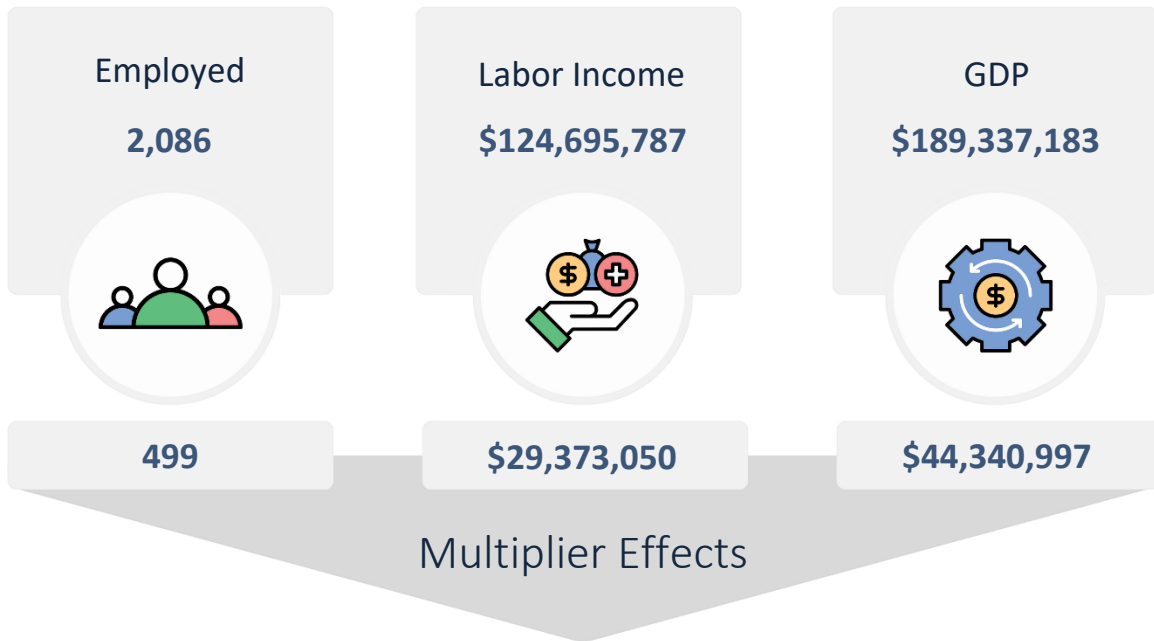 Employed
2,086
Labor Income
$124,695,787
GDP
$189,337,183
499
$29,373,050
$44,340,997
Multiplier Effects